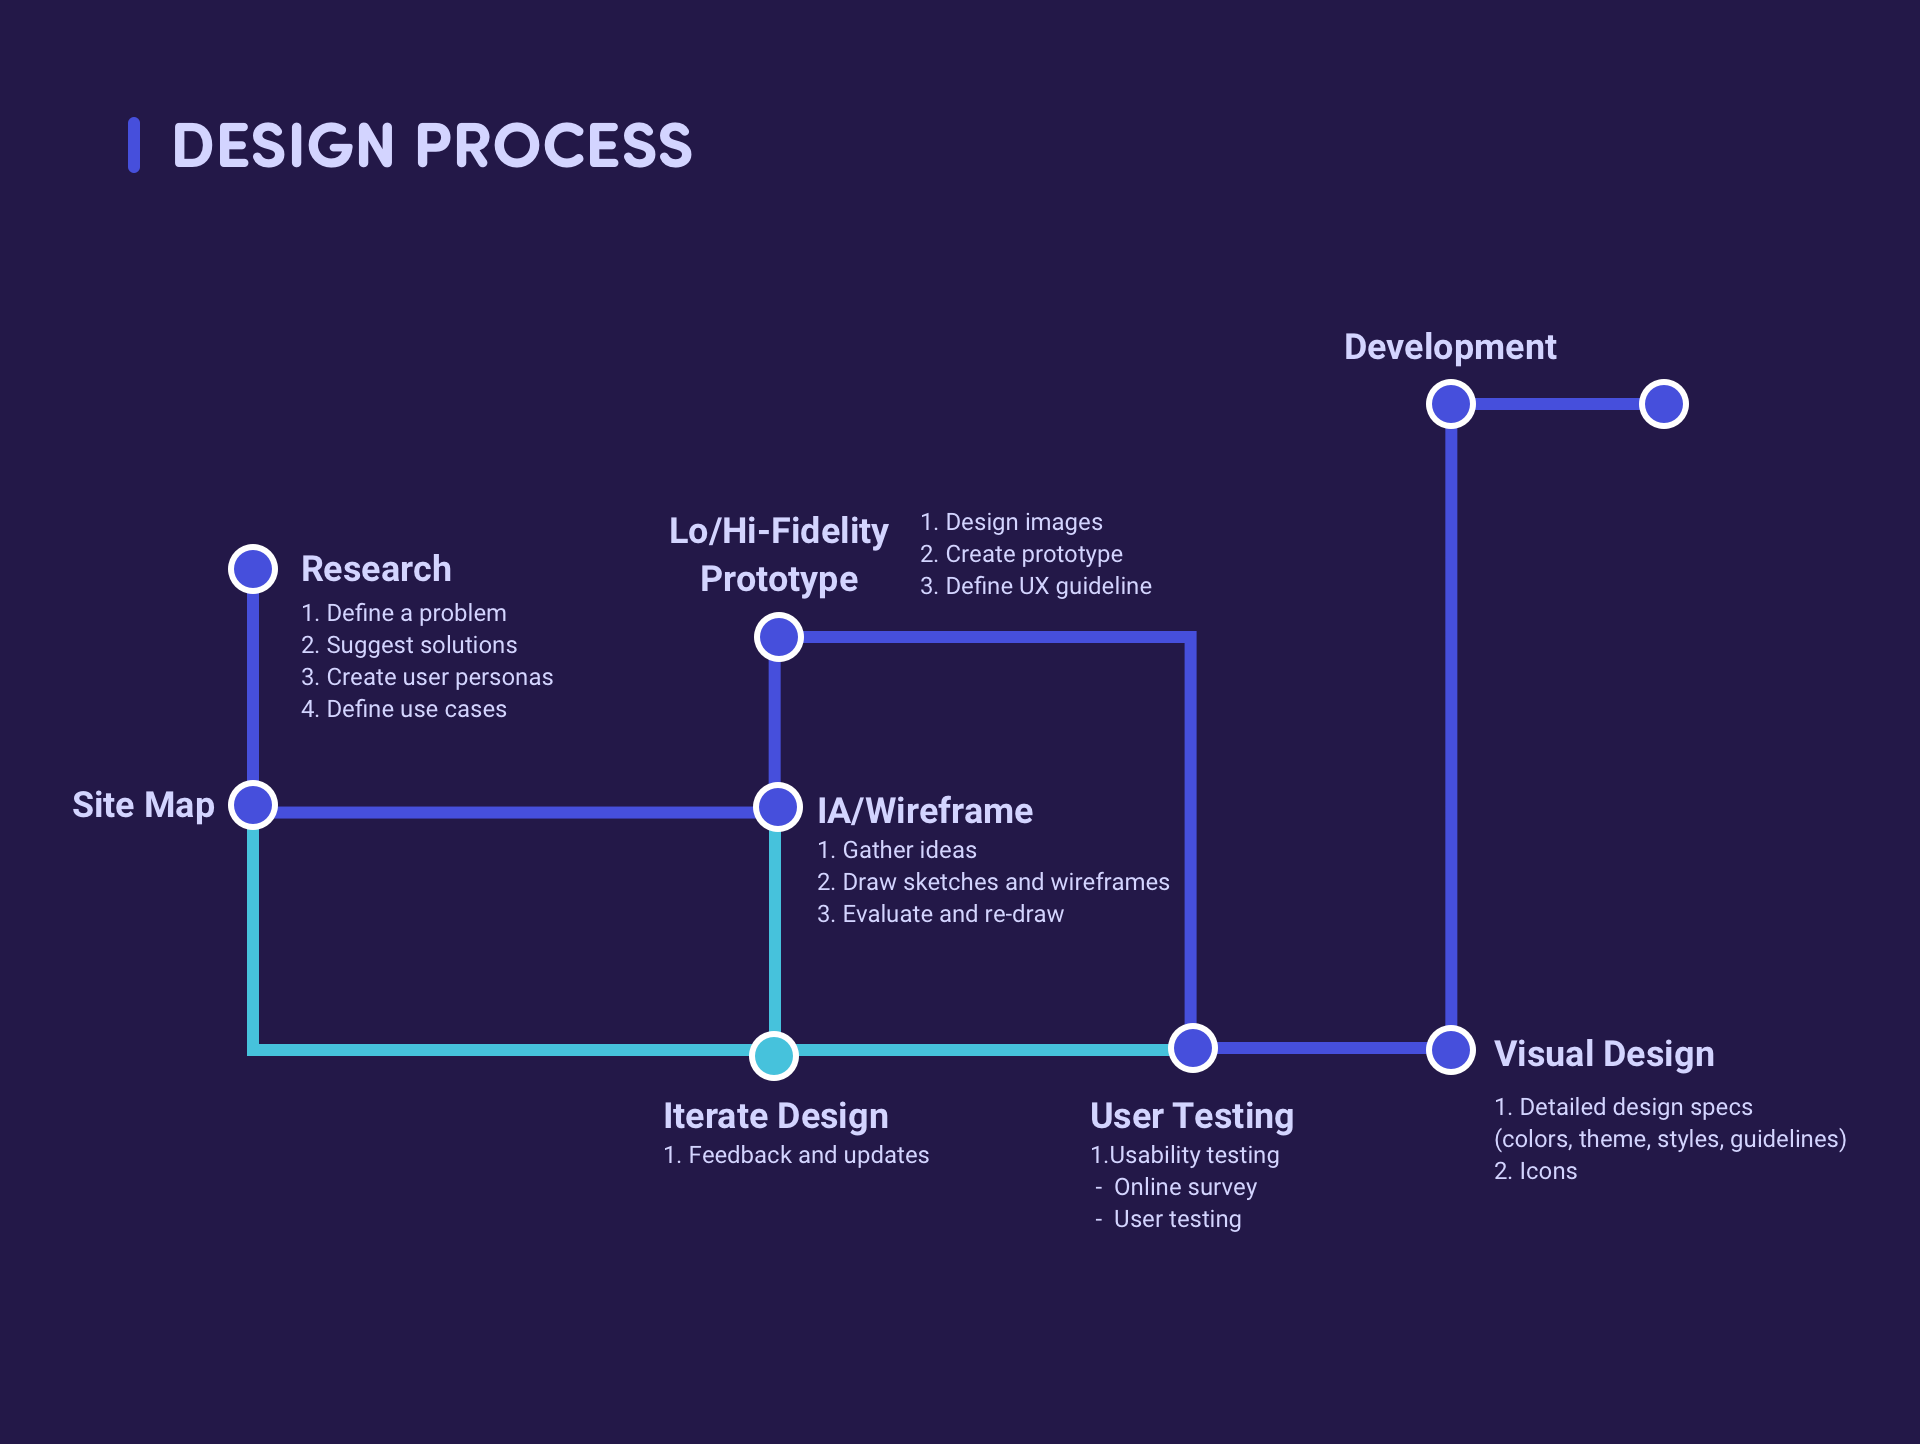 DESIGN PROCESS
Development
Lo/Hi-Fidelity
Prototype
1. Design images
2. Create prototype
3. Define UX guideline
Research
1. Define a problem
2. Suggest solutions
3. Create user personas
4. Define use cases
Site Map
IA/Wireframe
1. Gather ideas
2. Draw sketches and wireframes
3. Evaluate and re-draw
Iterate Design
1. Feedback and updates
User Testing
1.Usability testing
- Online survey
- User testing
Visual Design
1. Detailed design specs
(colors, theme, styles, guidelines)
2. Icons